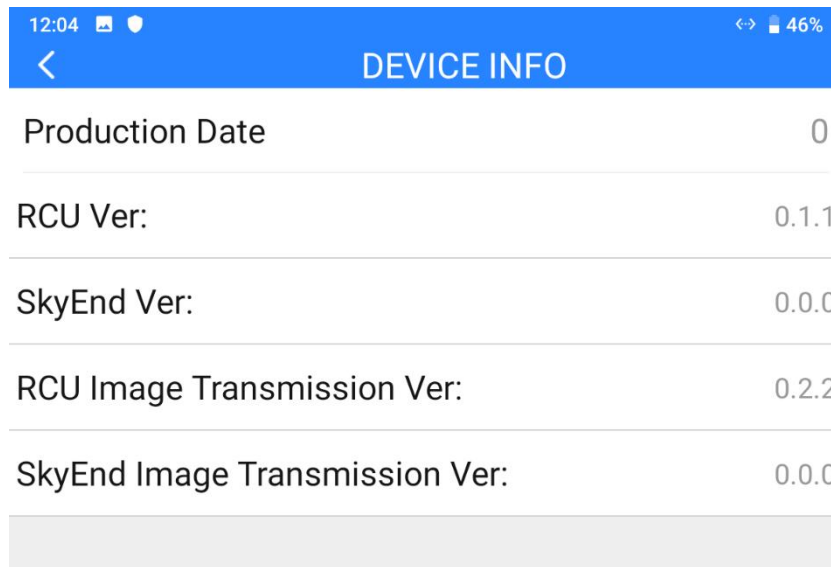 12:04 46%
DEVICE INFO
Production Date 0
RCU Ver: 0.1.1
SkyEnd Ver: 0.0.0
RCU Image Transmission Ver: 0.2.2
SkyEnd Image Transmission Ver: 0.0.0